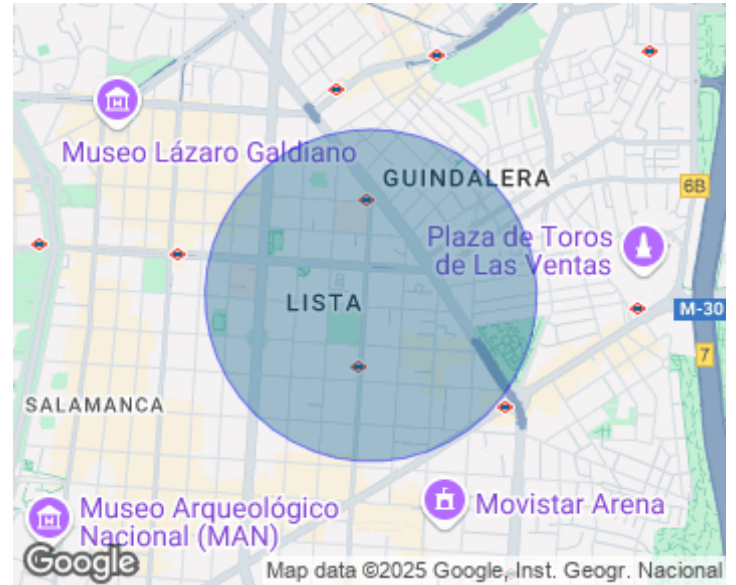 Museo Lázaro Galdiano
GUINDALERA
6B
Plaza de Toros
de Las Ventas
LISTA
M-30
7
SALAMANCA
Museo Arqueológico
Nacional (MAN)
Movistar Arena
Google
Map data ©2025 Google, Inst. Geogr. Nacional